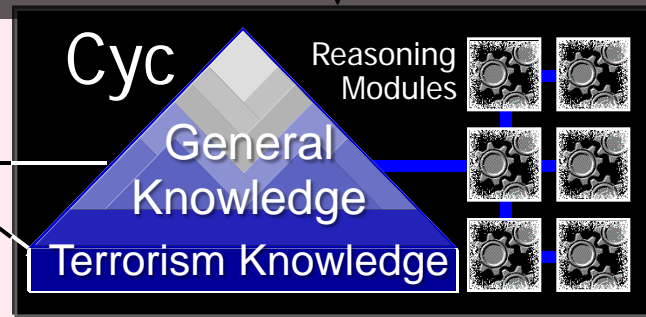 Cyc
Reasoning
Modules
General
Knowledge
Terrorism Knowledge